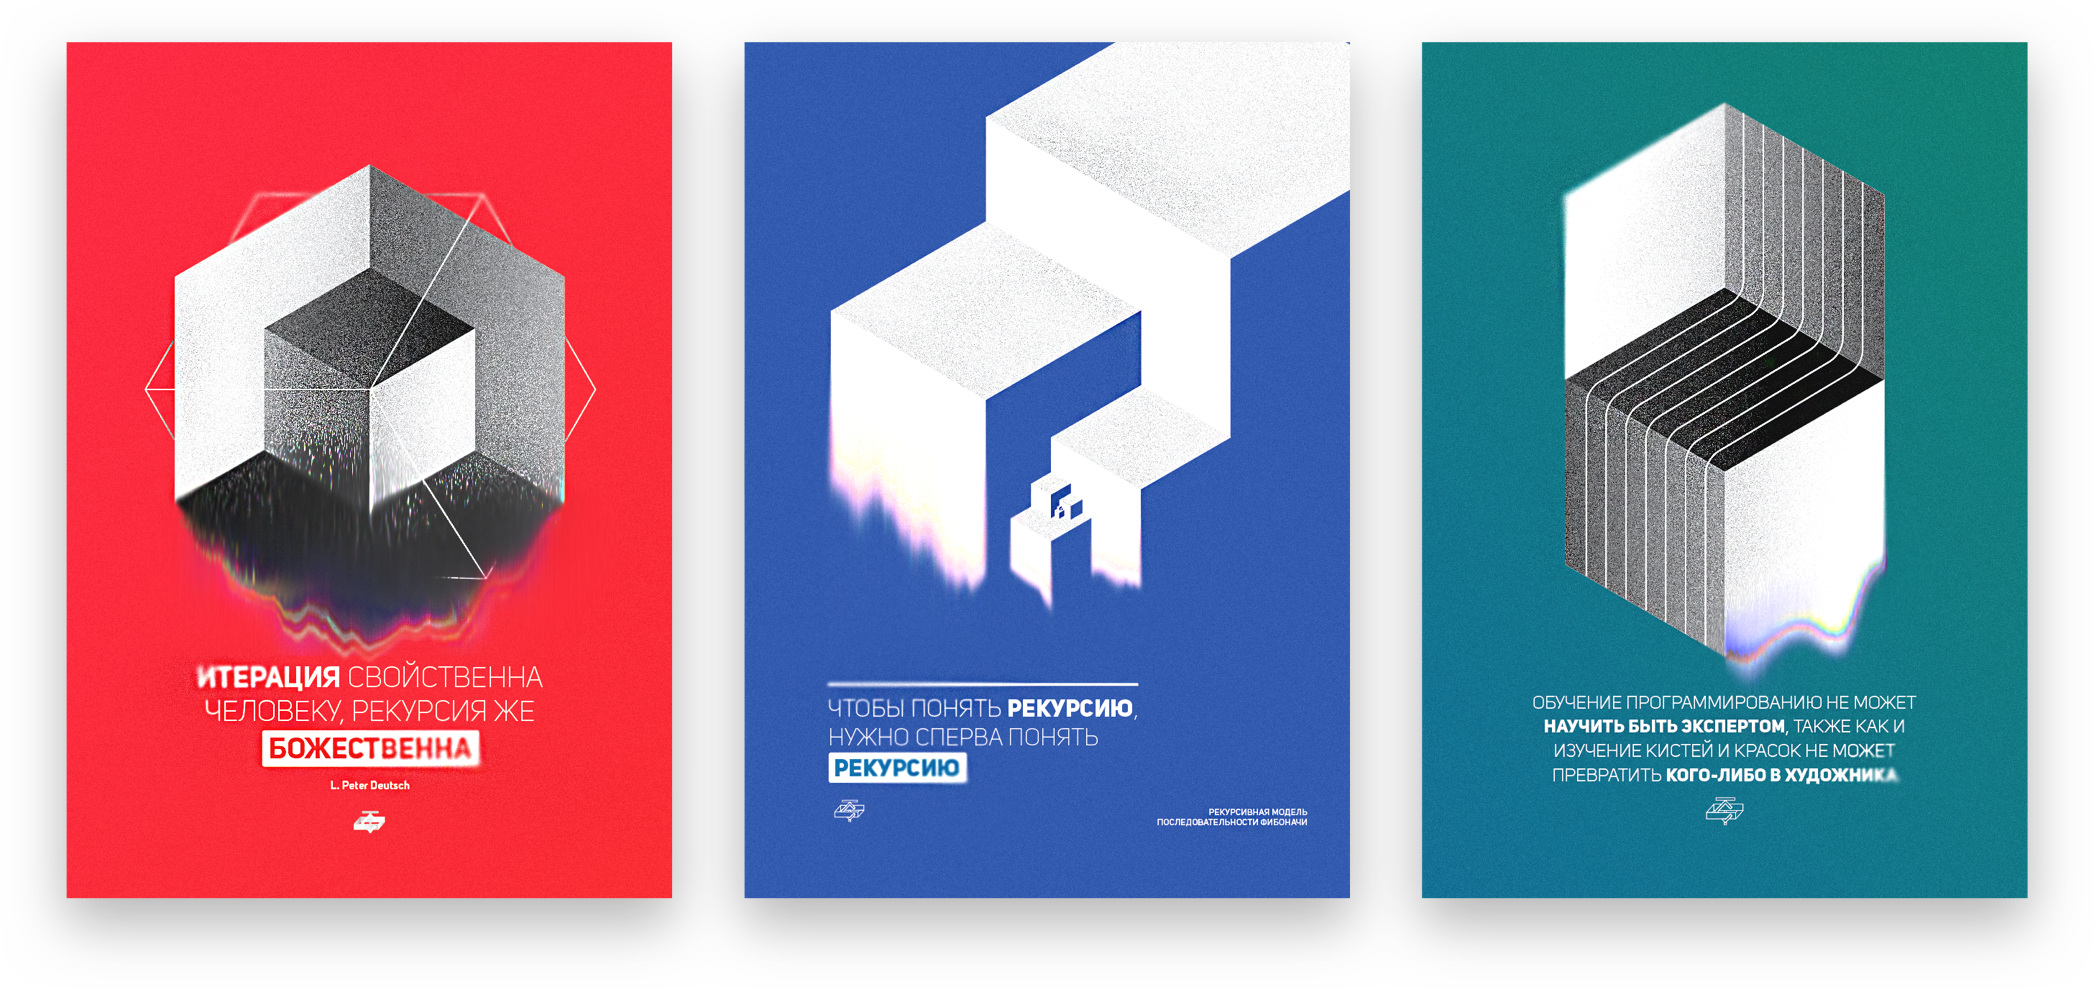 ИТЕРАЦИЯ СВОЙСТВЕННА
ЧЕЛОВЕКУ, РЕКУРСИЯ ЖЕ
БОЖЕСТВЕННА
L. Peter Deutsch
ЧТОБЫ ПОНЯТЬ РЕКУРСИЮ,
НУЖНО СПЕРВА ПОНЯТЬ
РЕКУРСИЮ
РЕКУРСИВНАЯ МОДЕЛЬ
ПОСЛЕДОВАТЕЛЬНОСТИ ФИБОНАЧИ
ОБУЧЕНИЕ ПРОГРАММИРОВАНИЮ НЕ МОЖЕТ
НАУЧИТЬ БЫТЬ ЭКСПЕРТОМ, ТАКЖЕ КАК И
ИЗУЧЕНИЕ КИСТЕЙ И КРАСОК НЕ МОЖЕТ
ПРЕВРАТИТЬ КОГО-ЛИБО В ХУДОЖНИКА